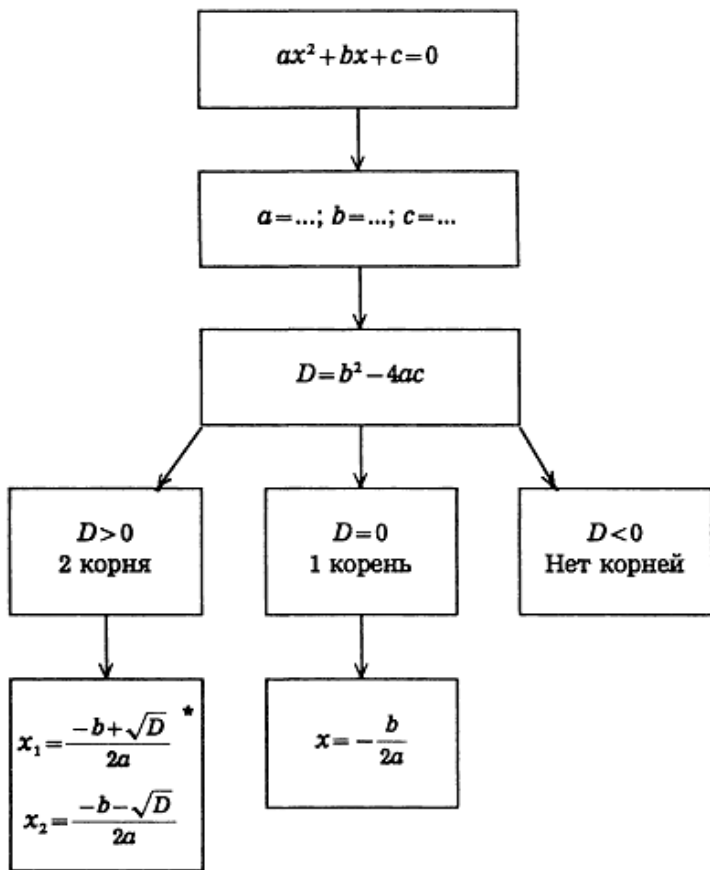 ax² + bx + c = 0
a = ...; b = ...; c = ...
D = b² − 4ac
D > 0
2 корня
D = 0
1 корень
D < 0
Нет корней
x₁ = (−b + √D) / 2a *
x₂ = (−b − √D) / 2a
x = − b / 2a